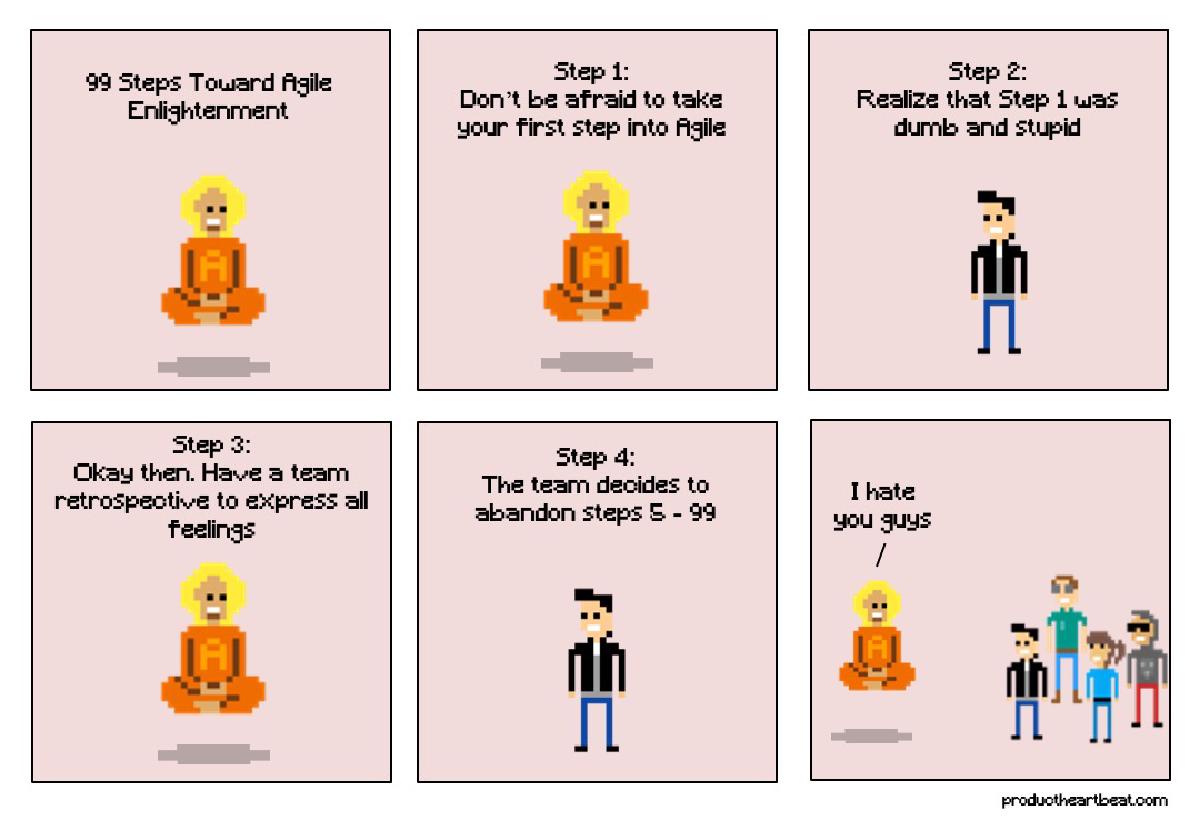 99 Steps Toward Agile
Enlightenment
Step 1:
Don't be afraid to take
your first step into Agile
Step 2:
Realize that Step 1 was
dumb and stupid
Step 3:
Okay then. Have a team
retrospective to express all
feelings
Step 4:
The team decides to
abandon steps 5 - 99
I hate
you guys
A
A
A
A
productheartbeat.com